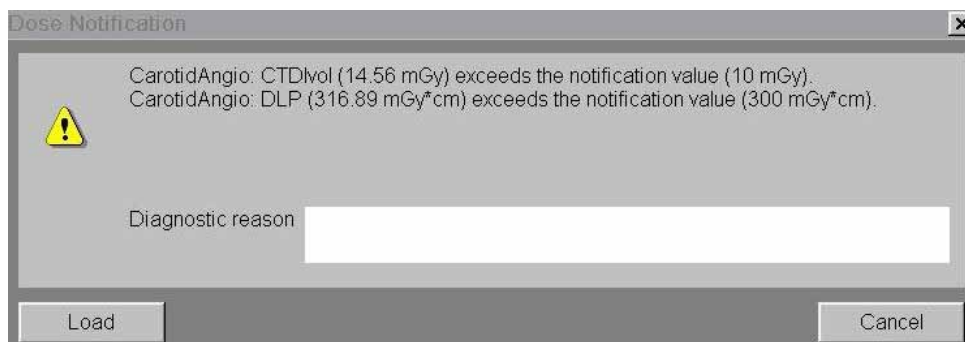 Dose Notification
CarotidAngio: CTDIvol (14.56 mGy) exceeds the notification value (10 mGy).
CarotidAngio: DLP (316.89 mGy*cm) exceeds the notification value (300 mGy*cm).
Diagnostic reason
Load
Cancel